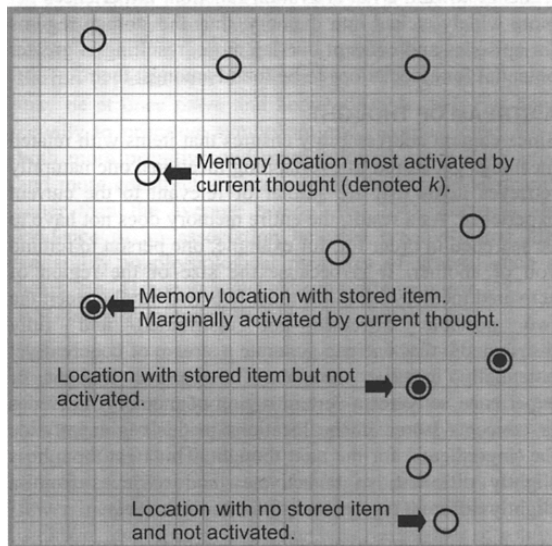 Memory location most activated by
current thought (denoted k).
Memory location with stored item.
Marginally activated by current thought.
Location with stored item but not
activated.
Location with no stored item
and not activated.